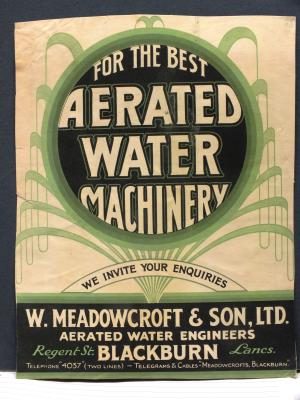 FOR THE BEST
AERATED
WATER
MACHINERY
WE INVITE YOUR ENQUIRIES
W. MEADOWCROFT & SON, LTD.
AERATED WATER ENGINEERS
Regent St. BLACKBURN Lancs.
TELEPHONE "4037" (TWO LINES) — TELEGRAMS & CABLES - "MEADOWCROFTS, BLACKBURN."